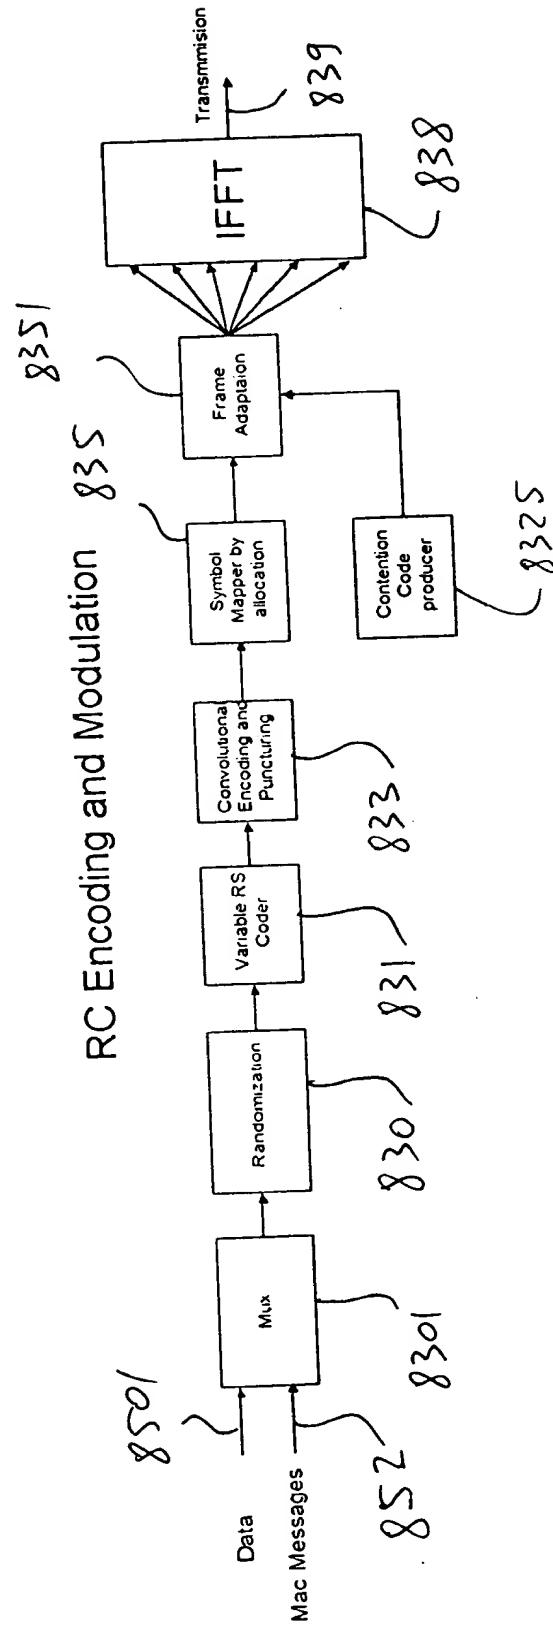 RC Encoding and Modulation
Data
8501
Mac Messages
852
Mux
8301
Randomization
830
Variable RS
Coder
831
Convolutional
Encoding and
Puncturing
833
Symbol
Mapper by
allocation
835
Frame
Adaptaion
8351
Contention
Code
producer
8325
IFFT
838
Transmmision
839